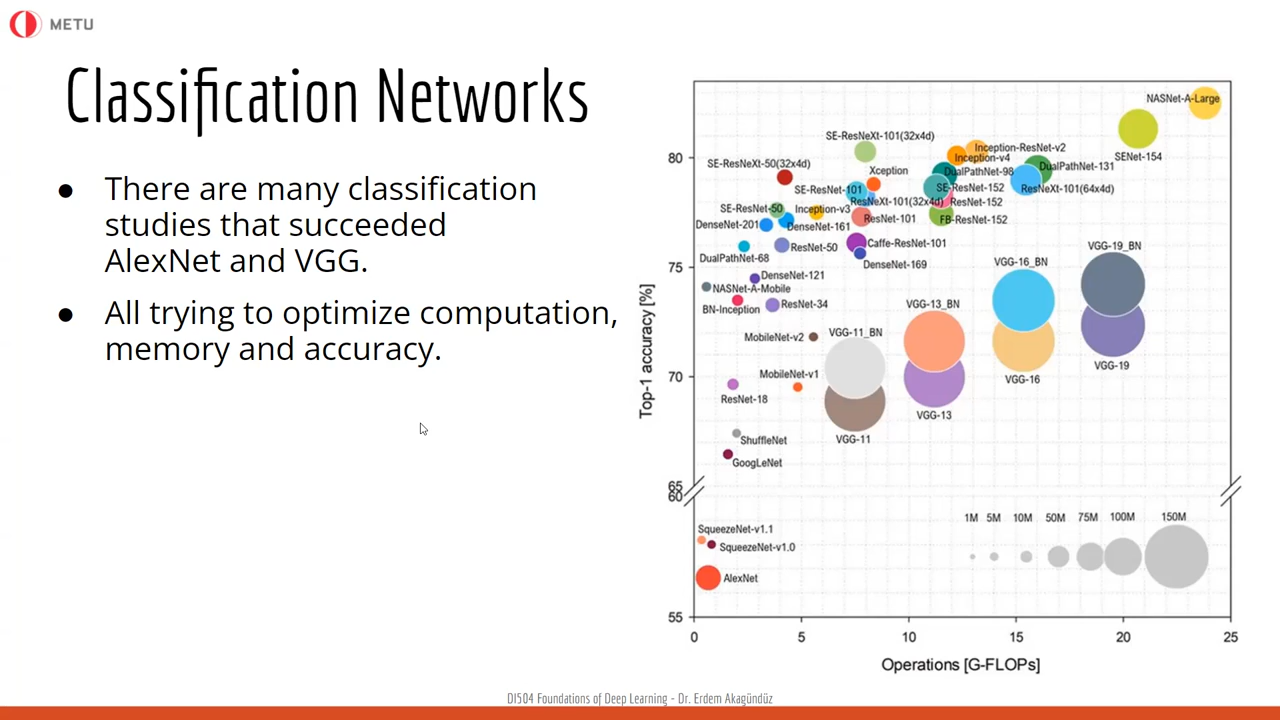 METU
Classification Networks
● There are many classification
studies that succeeded
AlexNet and VGG.
● All trying to optimize computation,
memory and accuracy.
Top-1 accuracy [%]
80
75
70
65
60
55
NASNet-A-Large
SENet-154
SE-ResNeXt-101(32x4d)
Inception-ResNet-v2
Inception-v4
SE-ResNeXt-50(32x4d)
Xception
DualPathNet-98
DualPathNet-131
SE-ResNet-101
SE-ResNet-152
ResNeXt-101(64x4d)
ResNeXt-101(32x4d)
ResNet-152
SE-ResNet-50
Inception-v3
ResNet-101
FB-ResNet-152
DenseNet-201
DenseNet-161
ResNet-50
Caffe-ResNet-101
DualPathNet-68
DenseNet-169
VGG-19_BN
VGG-16_BN
DenseNet-121
NASNet-A-Mobile
BN-Inception
ResNet-34
VGG-13_BN
MobileNet-v2
VGG-11_BN
VGG-19
VGG-16
MobileNet-v1
ResNet-18
VGG-13
VGG-11
ShuffleNet
GoogLeNet
1M 5M 10M 50M 75M 100M 150M
SqueezeNet-v1.1
SqueezeNet-v1.0
AlexNet
0 5 10 15 20 25
Operations [G-FLOPs]
DI504 Foundations of Deep Learning - Dr. Erdem Akagündüz